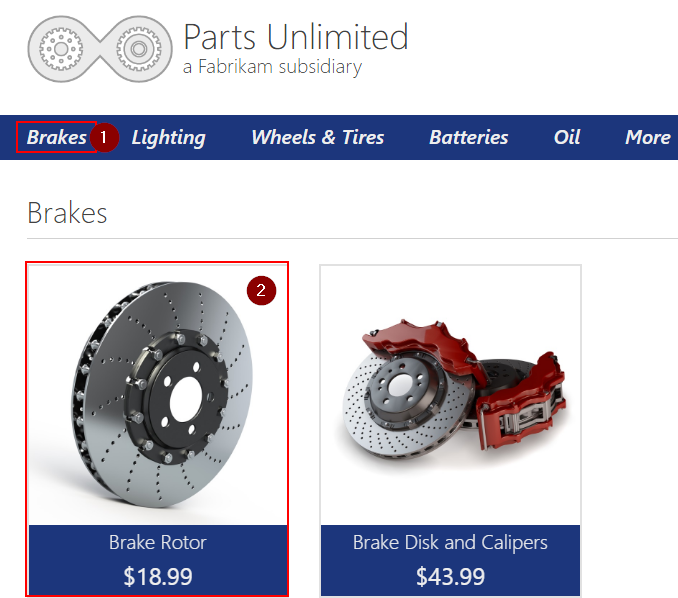 Parts Unlimited
a Fabrikam subsidiary
Brakes 1 Lighting Wheels & Tires Batteries Oil More
Brakes
2
Brake Rotor
$18.99
Brake Disk and Calipers
$43.99